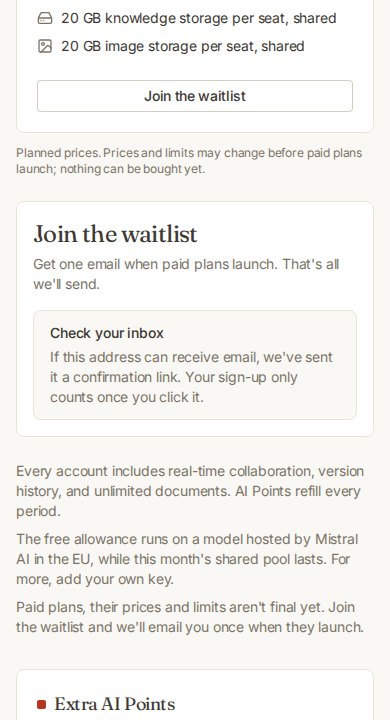 20 GB knowledge storage per seat, shared
20 GB image storage per seat, shared
Join the waitlist
Planned prices. Prices and limits may change before paid plans
launch; nothing can be bought yet.
Join the waitlist
Get one email when paid plans launch. That's all
we'll send.
Check your inbox
If this address can receive email, we've sent
it a confirmation link. Your sign-up only
counts once you click it.
Every account includes real-time collaboration, version
history, and unlimited documents. AI Points refill every
period.
The free allowance runs on a model hosted by Mistral
AI in the EU, while this month's shared pool lasts. For
more, add your own key.
Paid plans, their prices and limits aren't final yet. Join
the waitlist and we'll email you once when they launch.
Extra AI Points